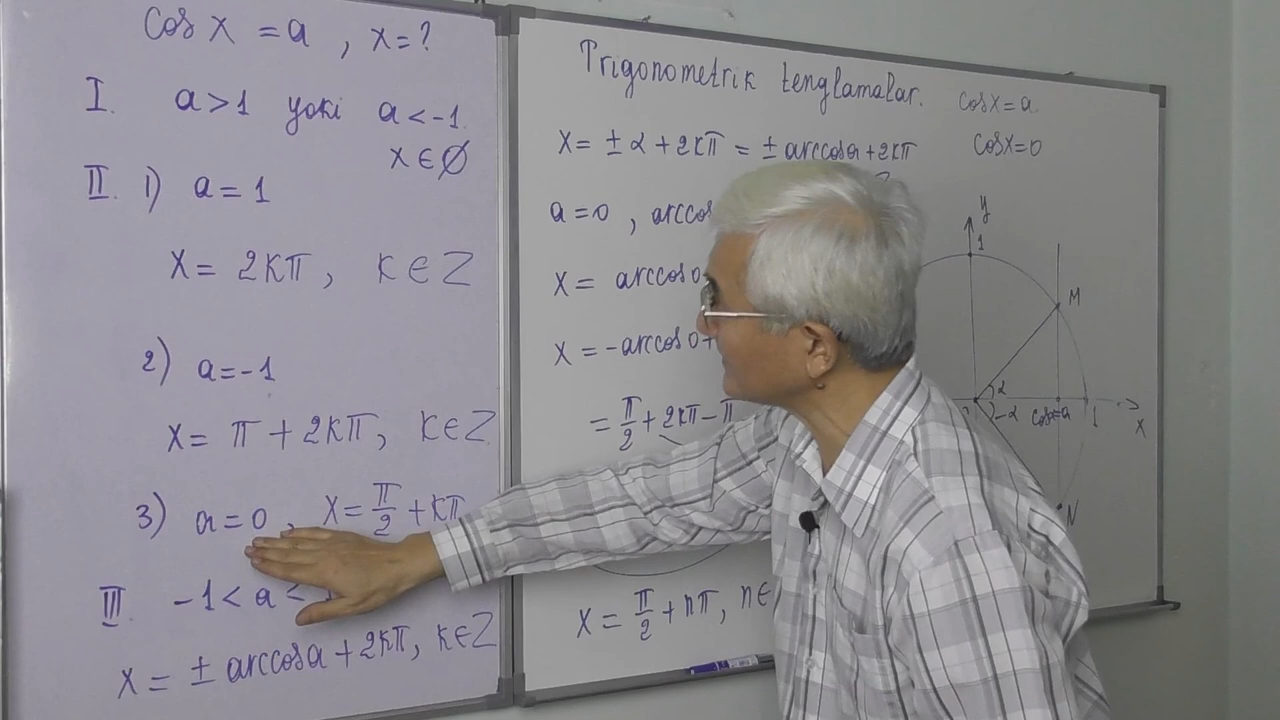 cos x = a , x = ?
I. a > 1 yoki a < -1.
x ∈ ∅
II. 1) a = 1
x = 2kπ , k ∈ Z
2) a = -1
x = π + 2kπ, k ∈ Z
3) a = 0 , x = π/2 + kπ
III. -1 < a <
x = ± arccos a + 2kπ, k ∈ Z
Trigonometrik tenglamalar.
cos x = a
x = ± α + 2kπ = ± arccos a + 2kπ
cos x = 0
a = 0 , arccos
x = arccos 0
x = -arccos 0 +
= π/2 + 2kπ - π
x = π/2 + nπ, n ∈
y
1
M
α
-α
cos α = a
1
x
N